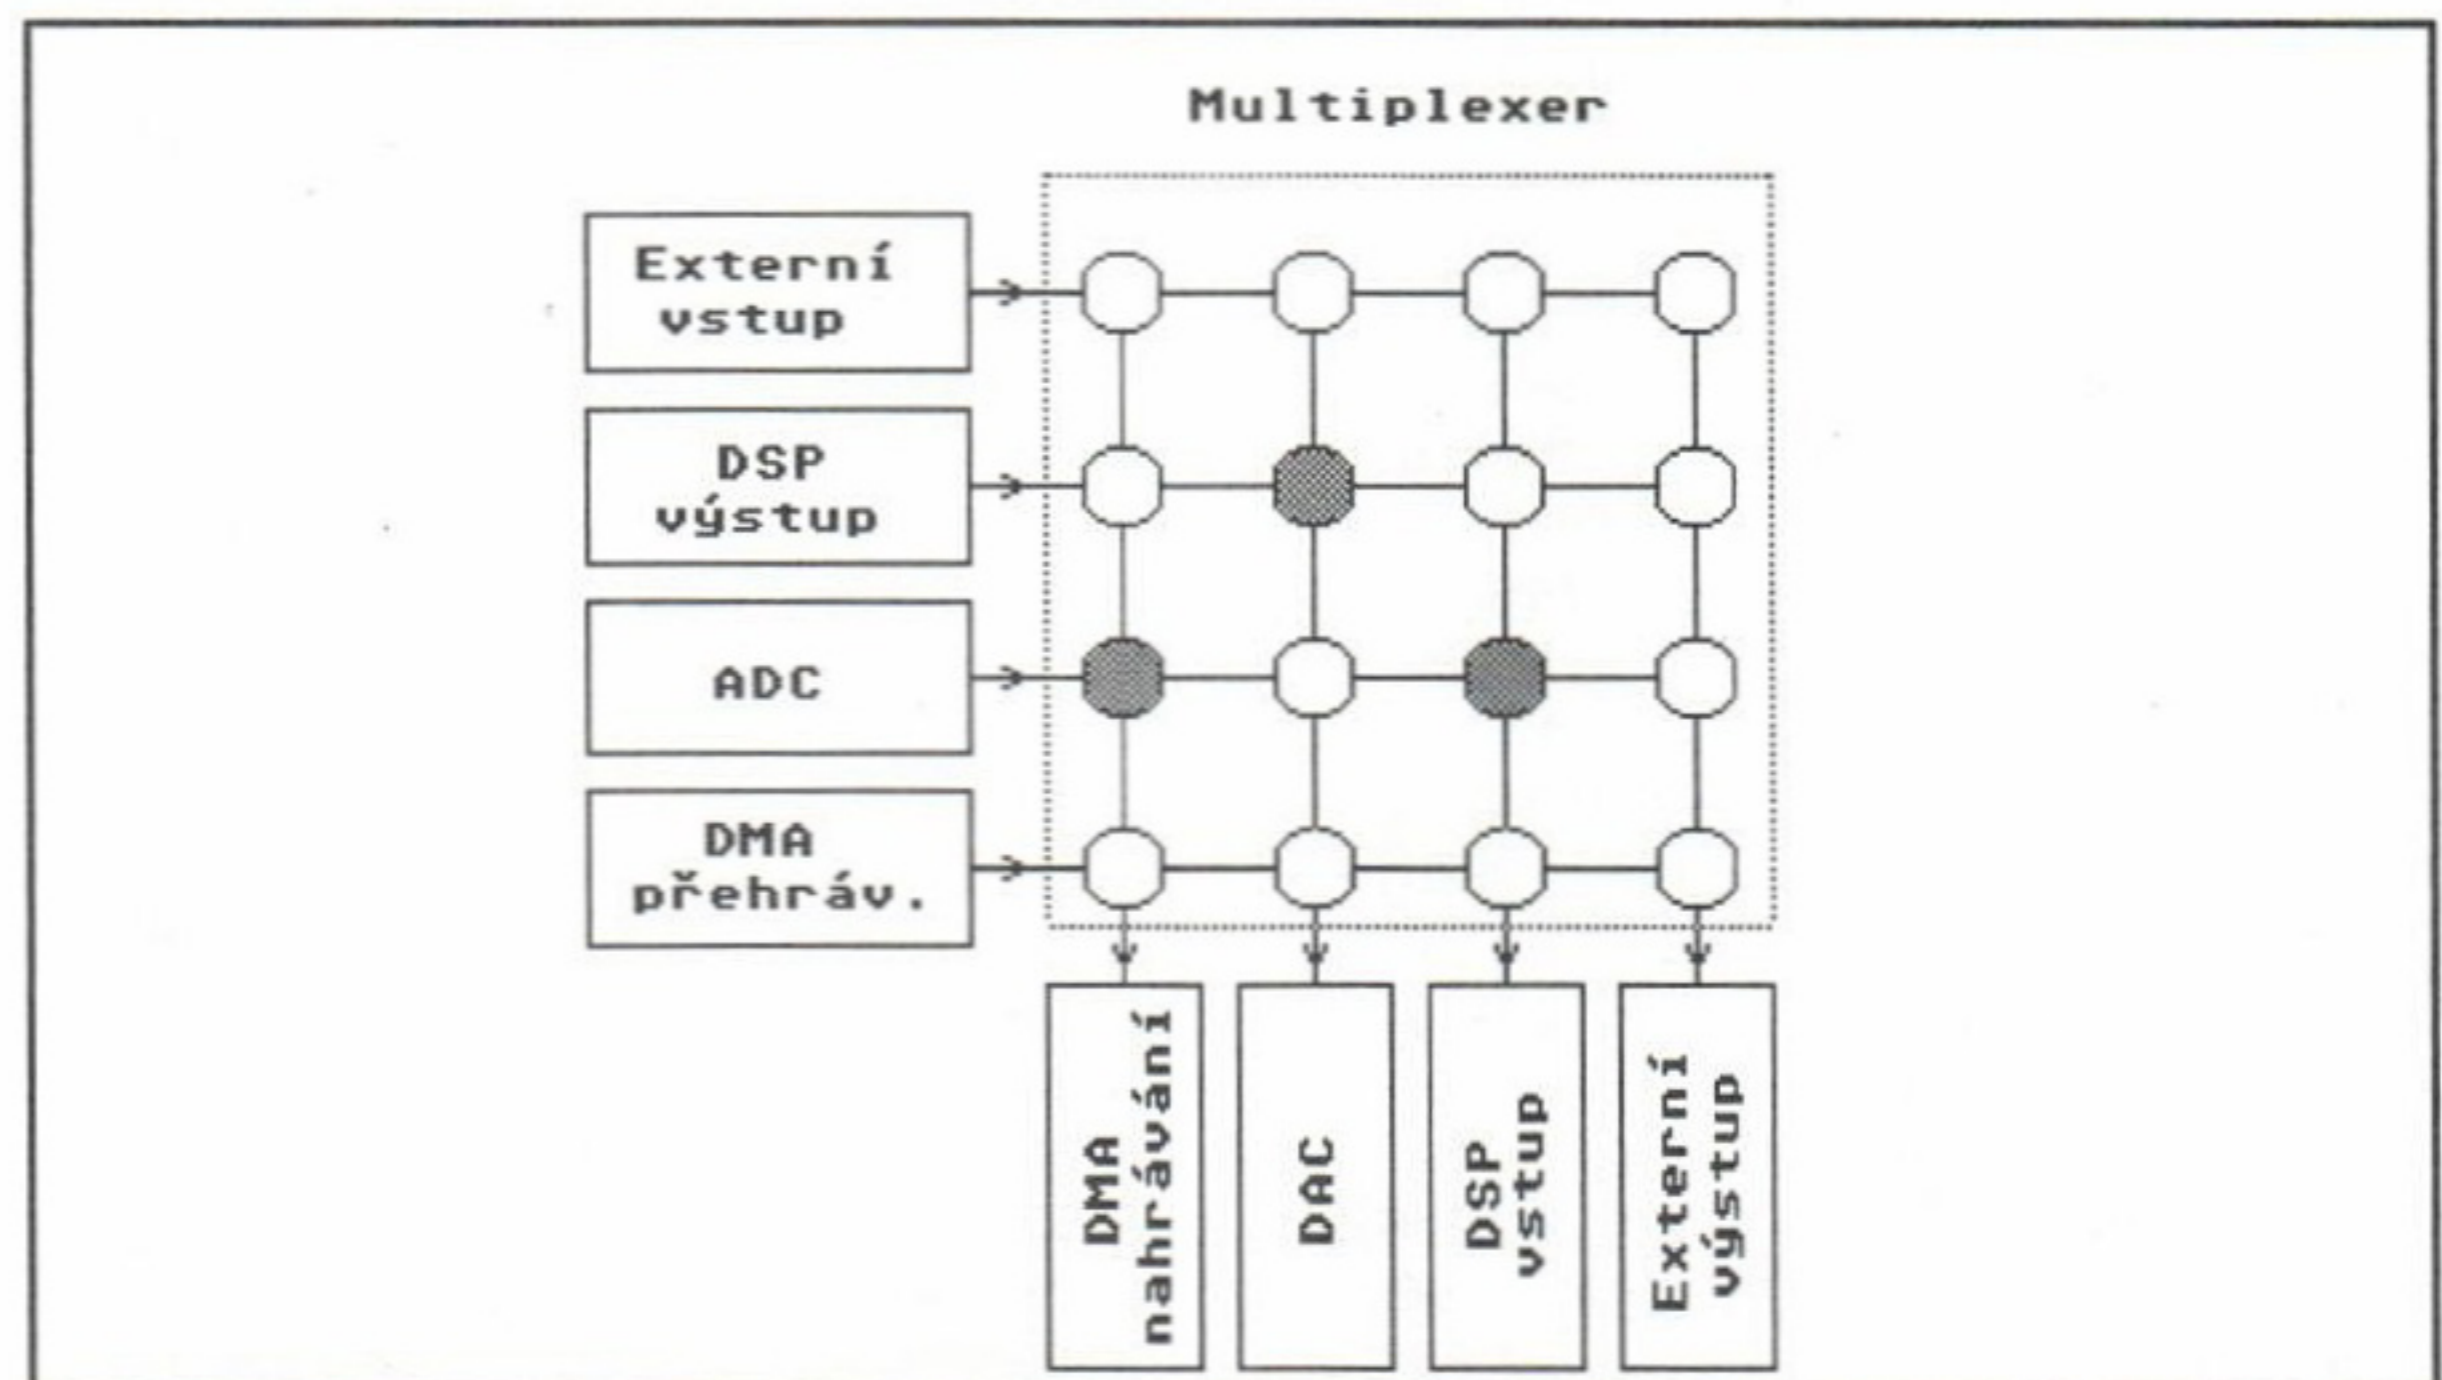 Multiplexer
Externí
vstup
DSP
výstup
ADC
DMA
přehráv.
DMA
nahrávání
DAC
DSP
vstup
Externí
výstup